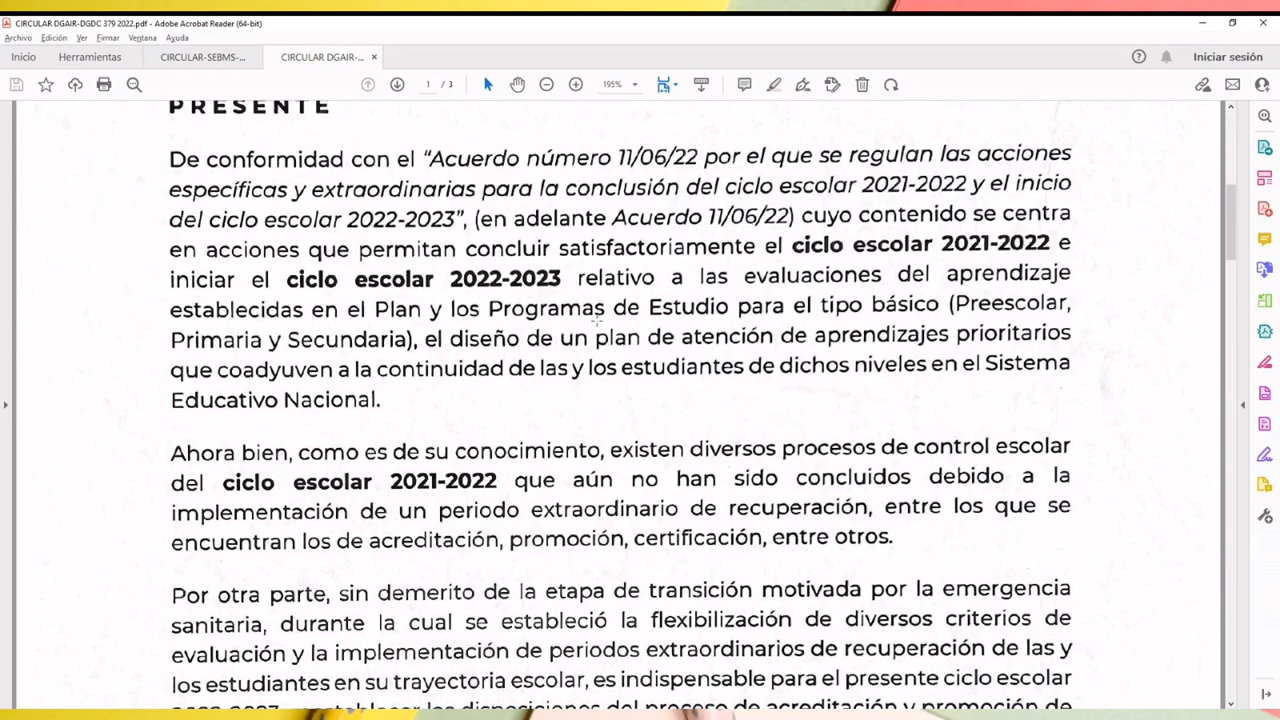 CIRCULAR DGAIR-DGDC 379 2022.pdf - Adobe Acrobat Reader (64-bit)
Archivo Edición Ver Firmar Ventana Ayuda
Inicio Herramientas CIRCULAR-SEBMS-... CIRCULAR DGAIR-... × Iniciar sesión
1 / 3 195%
PRESENTE
De conformidad con el “Acuerdo número 11/06/22 por el que se regulan las acciones
específicas y extraordinarias para la conclusión del ciclo escolar 2021-2022 y el inicio
del ciclo escolar 2022-2023”, (en adelante Acuerdo 11/06/22) cuyo contenido se centra
en acciones que permitan concluir satisfactoriamente el ciclo escolar 2021-2022 e
iniciar el ciclo escolar 2022-2023 relativo a las evaluaciones del aprendizaje
establecidas en el Plan y los Programas de Estudio para el tipo básico (Preescolar,
Primaria y Secundaria), el diseño de un plan de atención de aprendizajes prioritarios
que coadyuven a la continuidad de las y los estudiantes de dichos niveles en el Sistema
Educativo Nacional.
Ahora bien, como es de su conocimiento, existen diversos procesos de control escolar
del ciclo escolar 2021-2022 que aún no han sido concluidos debido a la
implementación de un periodo extraordinario de recuperación, entre los que se
encuentran los de acreditación, promoción, certificación, entre otros.
Por otra parte, sin demerito de la etapa de transición motivada por la emergencia
sanitaria, durante la cual se estableció la flexibilización de diversos criterios de
evaluación y la implementación de periodos extraordinarios de recuperación de las y
los estudiantes en su trayectoria escolar, es indispensable para el presente ciclo escolar
las disposiciones del proceso de acreditación y promoción de